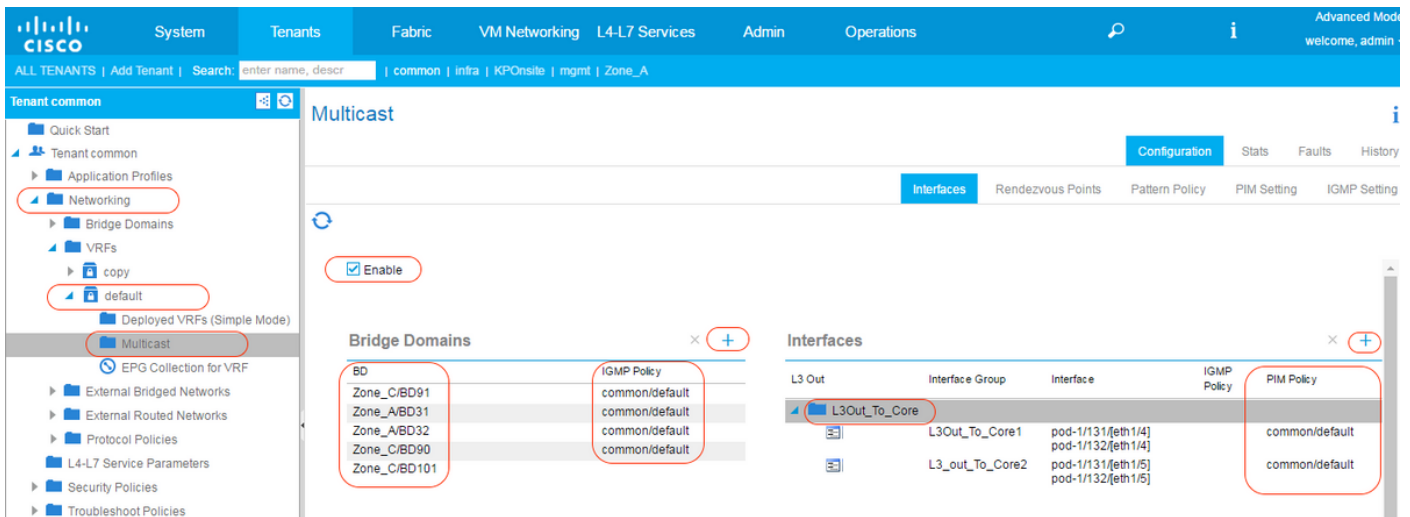 CISCO
System Tenants Fabric VM Networking L4-L7 Services Admin Operations i Advanced Mode
welcome, admin
ALL TENANTS | Add Tenant | Search: enter name, descr | common | infra | KPOnsite | mgmt | Zone_A
Tenant common
Quick Start
Tenant common
Application Profiles
Networking
Bridge Domains
VRFs
copy
default
Deployed VRFs (Simple Mode)
Multicast
EPG Collection for VRF
External Bridged Networks
External Routed Networks
Protocol Policies
L4-L7 Service Parameters
Security Policies
Troubleshoot Policies
Multicast i
Configuration Stats Faults History
Interfaces Rendezvous Points Pattern Policy PIM Setting IGMP Setting
Enable
Bridge Domains
BD IGMP Policy
Zone_C/BD91 common/default
Zone_A/BD31 common/default
Zone_A/BD32 common/default
Zone_C/BD90 common/default
Zone_C/BD101
Interfaces
L3 Out Interface Group Interface IGMP Policy PIM Policy
L3Out_To_Core
L3Out_To_Core1 pod-1/131/[eth1/4] common/default
pod-1/132/[eth1/4]
L3_out_To_Core2 pod-1/131/[eth1/5] common/default
pod-1/132/[eth1/5]